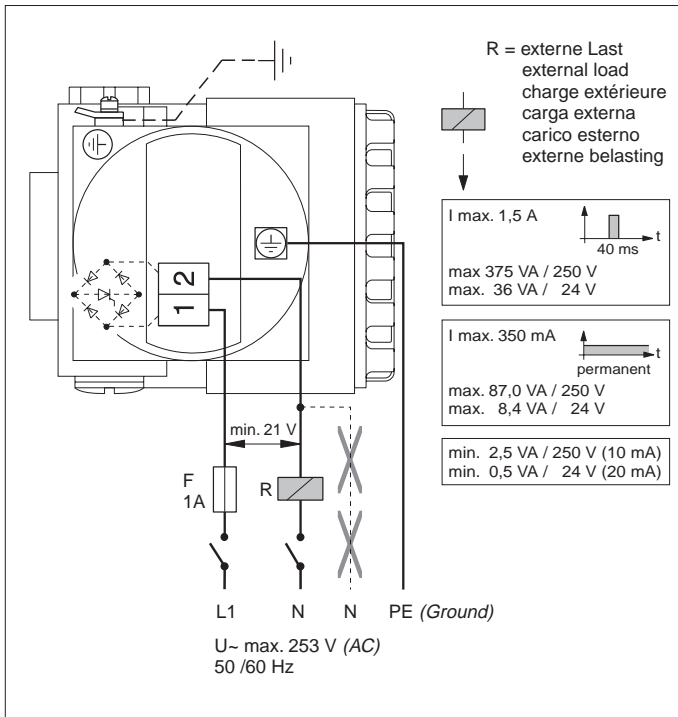 R = externe Last
external load
charge extérieure
carga externa
carico esterno
externe belasting
I max. 1,5 A
t
40 ms
max 375 VA / 250 V
max. 36 VA / 24 V
I max. 350 mA
t
permanent
max. 87,0 VA / 250 V
max. 8,4 VA / 24 V
min. 2,5 VA / 250 V (10 mA)
min. 0,5 VA / 24 V (20 mA)
2
1
min. 21 V
F
1A
R
L1 N N PE (Ground)
U~ max. 253 V (AC)
50 /60 Hz